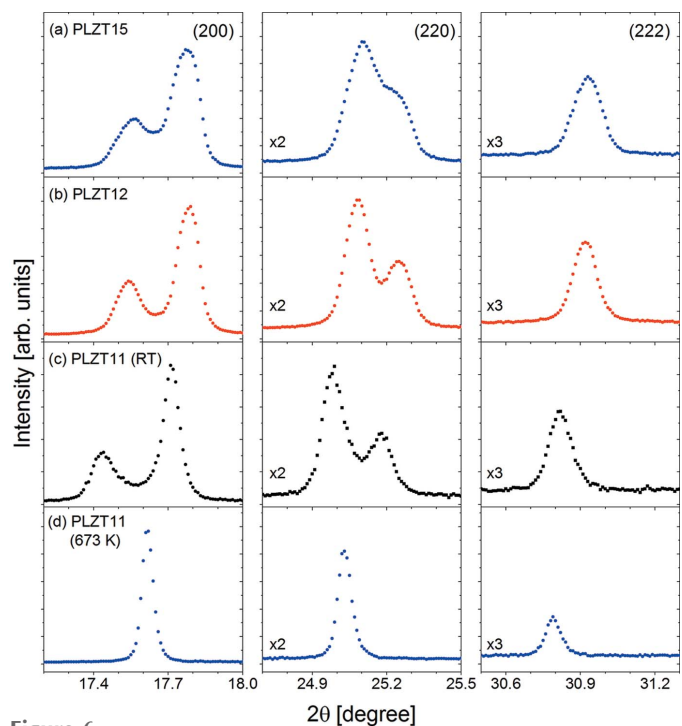 (a) PLZT15
(200)
(220)
(222)
x2
x3
(b) PLZT12
x2
x3
(c) PLZT11 (RT)
x2
x3
(d) PLZT11
(673 K)
x2
x3
Intensity [arb. units]
17.4 17.7 18.0 24.9 25.2 25.5 30.6 30.9 31.2
2θ [degree]